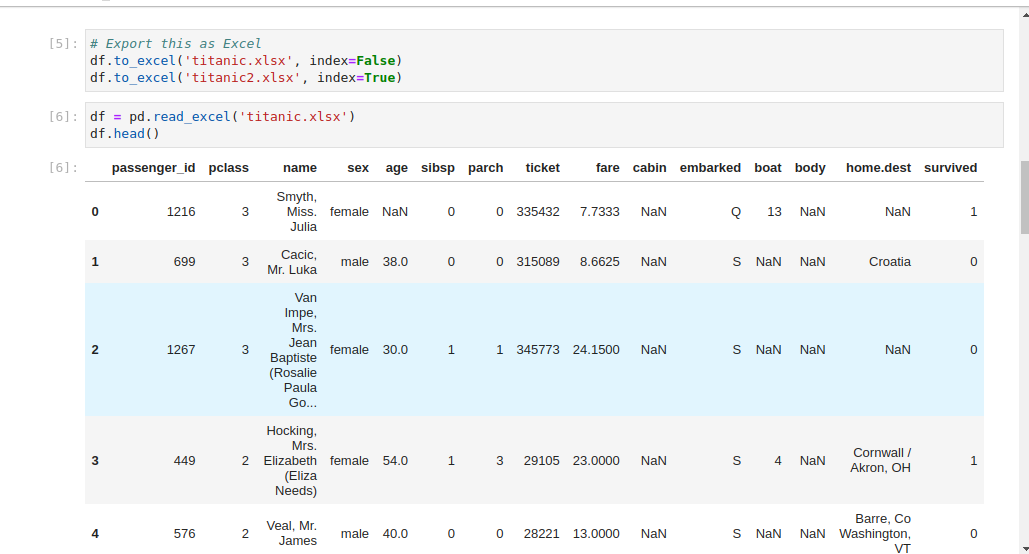 [5]: # Export this as Excel
df.to_excel('titanic.xlsx', index=False)
df.to_excel('titanic2.xlsx', index=True)
[6]: df = pd.read_excel('titanic.xlsx')
df.head()
[6]: passenger_id pclass name sex age sibsp parch ticket fare cabin embarked boat body home.dest survived
Smyth,
0 1216 3 Miss. female NaN 0 0 335432 7.7333 NaN Q 13 NaN NaN 1
Julia
1 699 3 Cacic, male 38.0 0 0 315089 8.6625 NaN S NaN NaN Croatia 0
Mr. Luka
Van
Impe,
Mrs.
2 1267 3 Jean female 30.0 1 1 345773 24.1500 NaN S NaN NaN NaN 0
Baptiste
(Rosalie
Paula
Go...
Hocking,
Mrs.
3 449 2 Elizabeth female 54.0 1 3 29105 23.0000 NaN S 4 NaN Cornwall / 1
(Eliza Akron, OH
Needs)
Barre, Co
4 576 2 Veal, Mr. male 40.0 0 0 28221 13.0000 NaN S NaN NaN Washington, 0
James VT